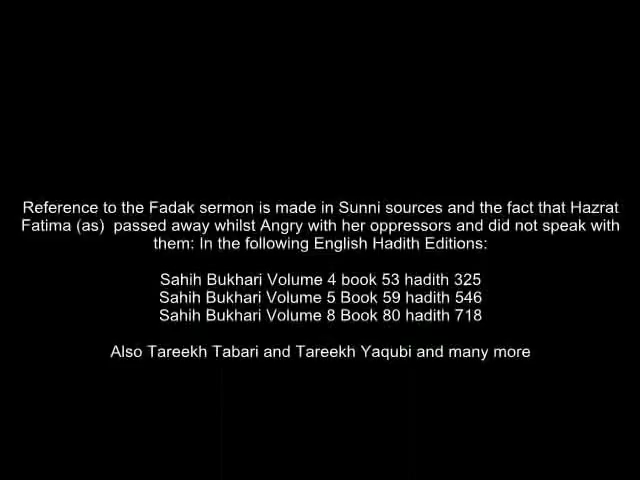 Reference to the Fadak sermon is made in Sunni sources and the fact that Hazrat
Fatima (as)  passed away whilst Angry with her oppressors and did not speak with
them: In the following English Hadith Editions:
Sahih Bukhari Volume 4 book 53 hadith 325
Sahih Bukhari Volume 5 Book 59 hadith 546
Sahih Bukhari Volume 8 Book 80 hadith 718
Also Tareekh Tabari and Tareekh Yaqubi and many more